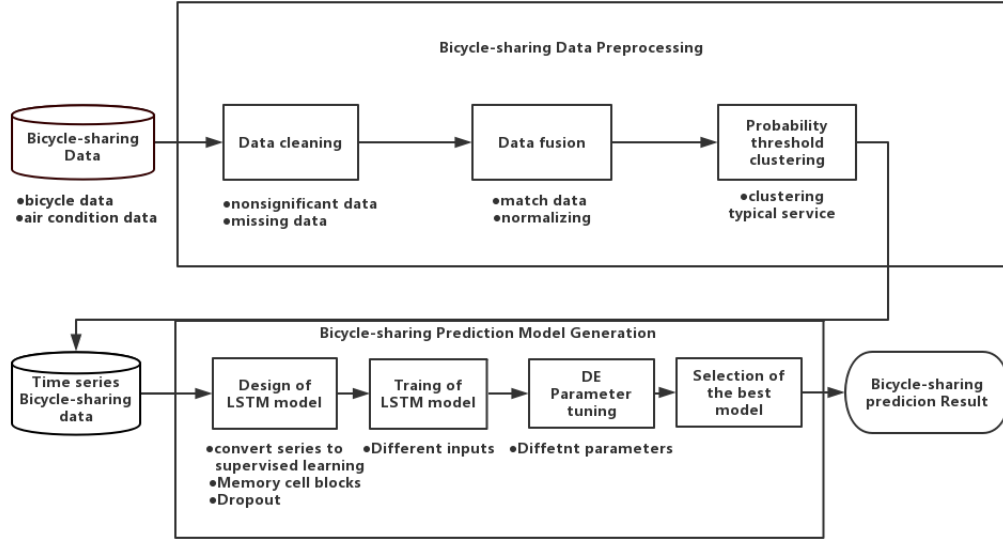 Bicycle-sharing Data Preprocessing
Bicycle-sharing
Data
●bicycle data
●air condition data
Data cleaning
●nonsignificant data
●missing data
Data fusion
●match data
●normalizing
Probability
threshold
clustering
●clustering
typical service
Bicycle-sharing Prediction Model Generation
Time series
Bicycle-sharing
data
Design of
LSTM model
●convert series to
supervised learning
●Memory cell blocks
●Dropout
Traing of
LSTM model
●Different inputs
DE
Parameter
tuning
●Diffetnt parameters
Selection of
the best
model
Bicycle-sharing
predicion Result